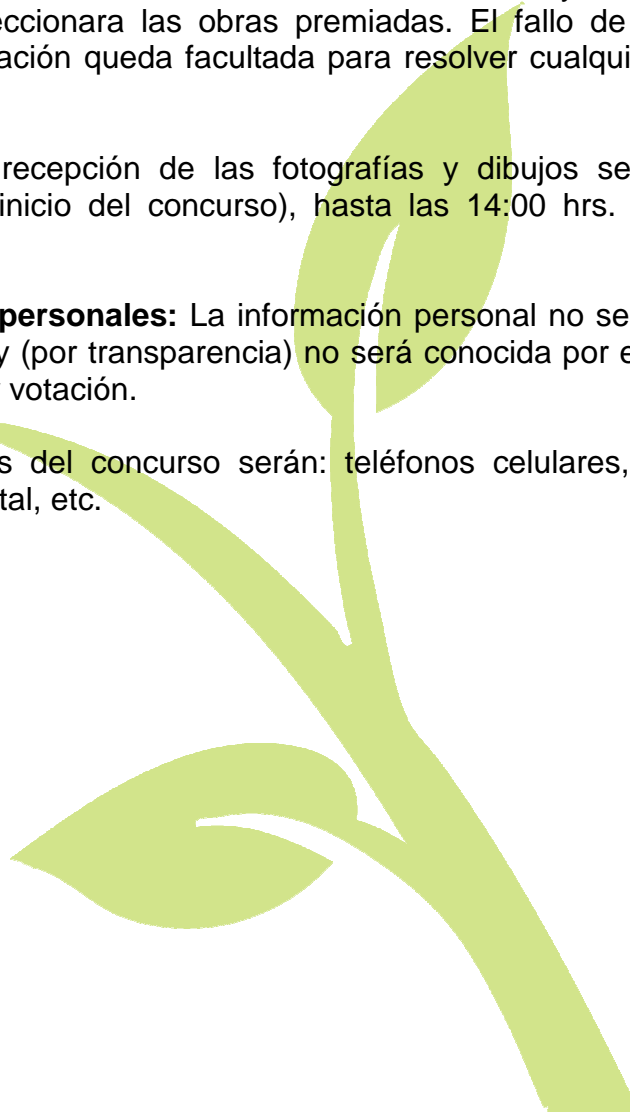 eccionara las obras premiadas. El fallo de
ación queda facultada para resolver cualqui
recepción de las fotografías y dibujos se
inicio del concurso), hasta las 14:00 hrs.
personales: La información personal no se
y (por transparencia) no será conocida por e
votación.
s del concurso serán: teléfonos celulares,
tal, etc.